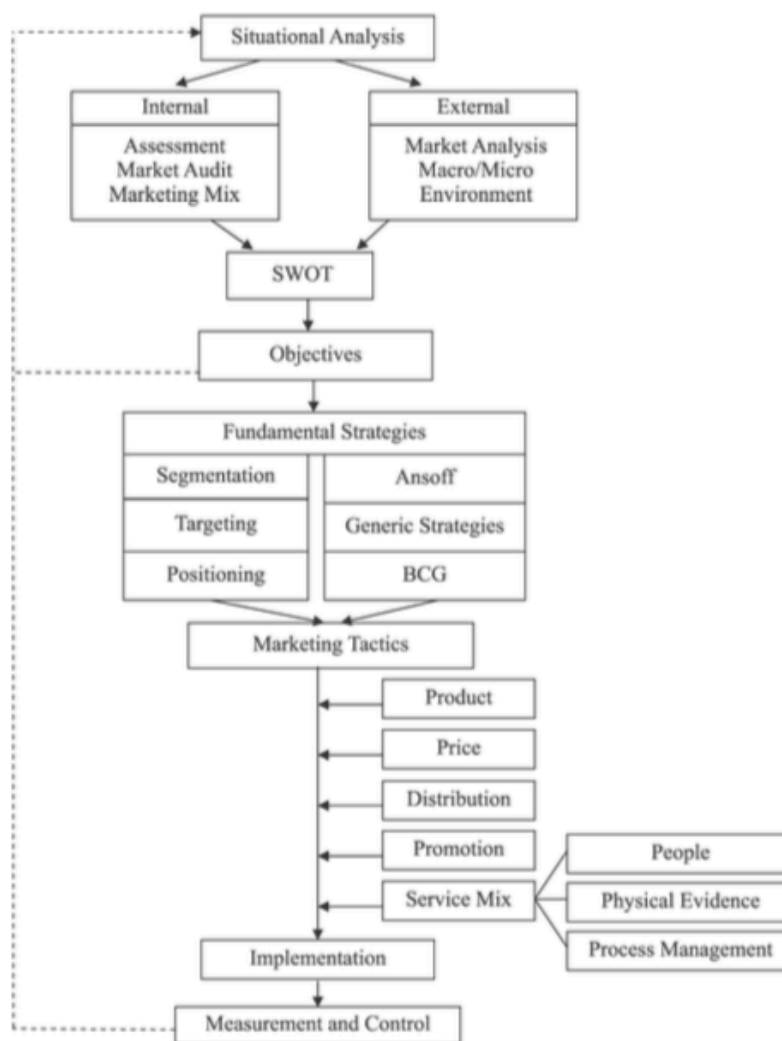 Situational Analysis
Internal
Assessment
Market Audit
Marketing Mix
External
Market Analysis
Macro/Micro
Environment
SWOT
Objectives
Fundamental Strategies
Segmentation
Targeting
Positioning
Ansoff
Generic Strategies
BCG
Marketing Tactics
Product
Price
Distribution
Promotion
Service Mix
People
Physical Evidence
Process Management
Implementation
Measurement and Control